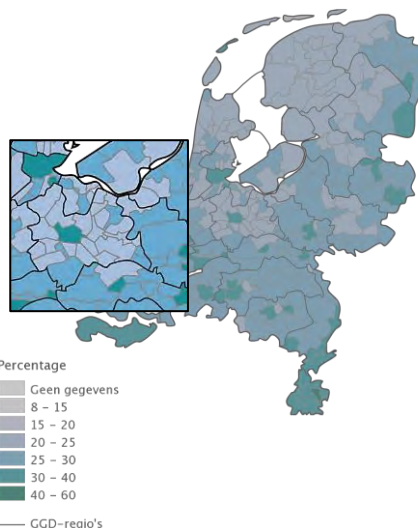 Percentage
Geen gegevens
8 - 15
15 - 20
20 - 25
25 - 30
30 - 40
40 - 60
GGD-regio's